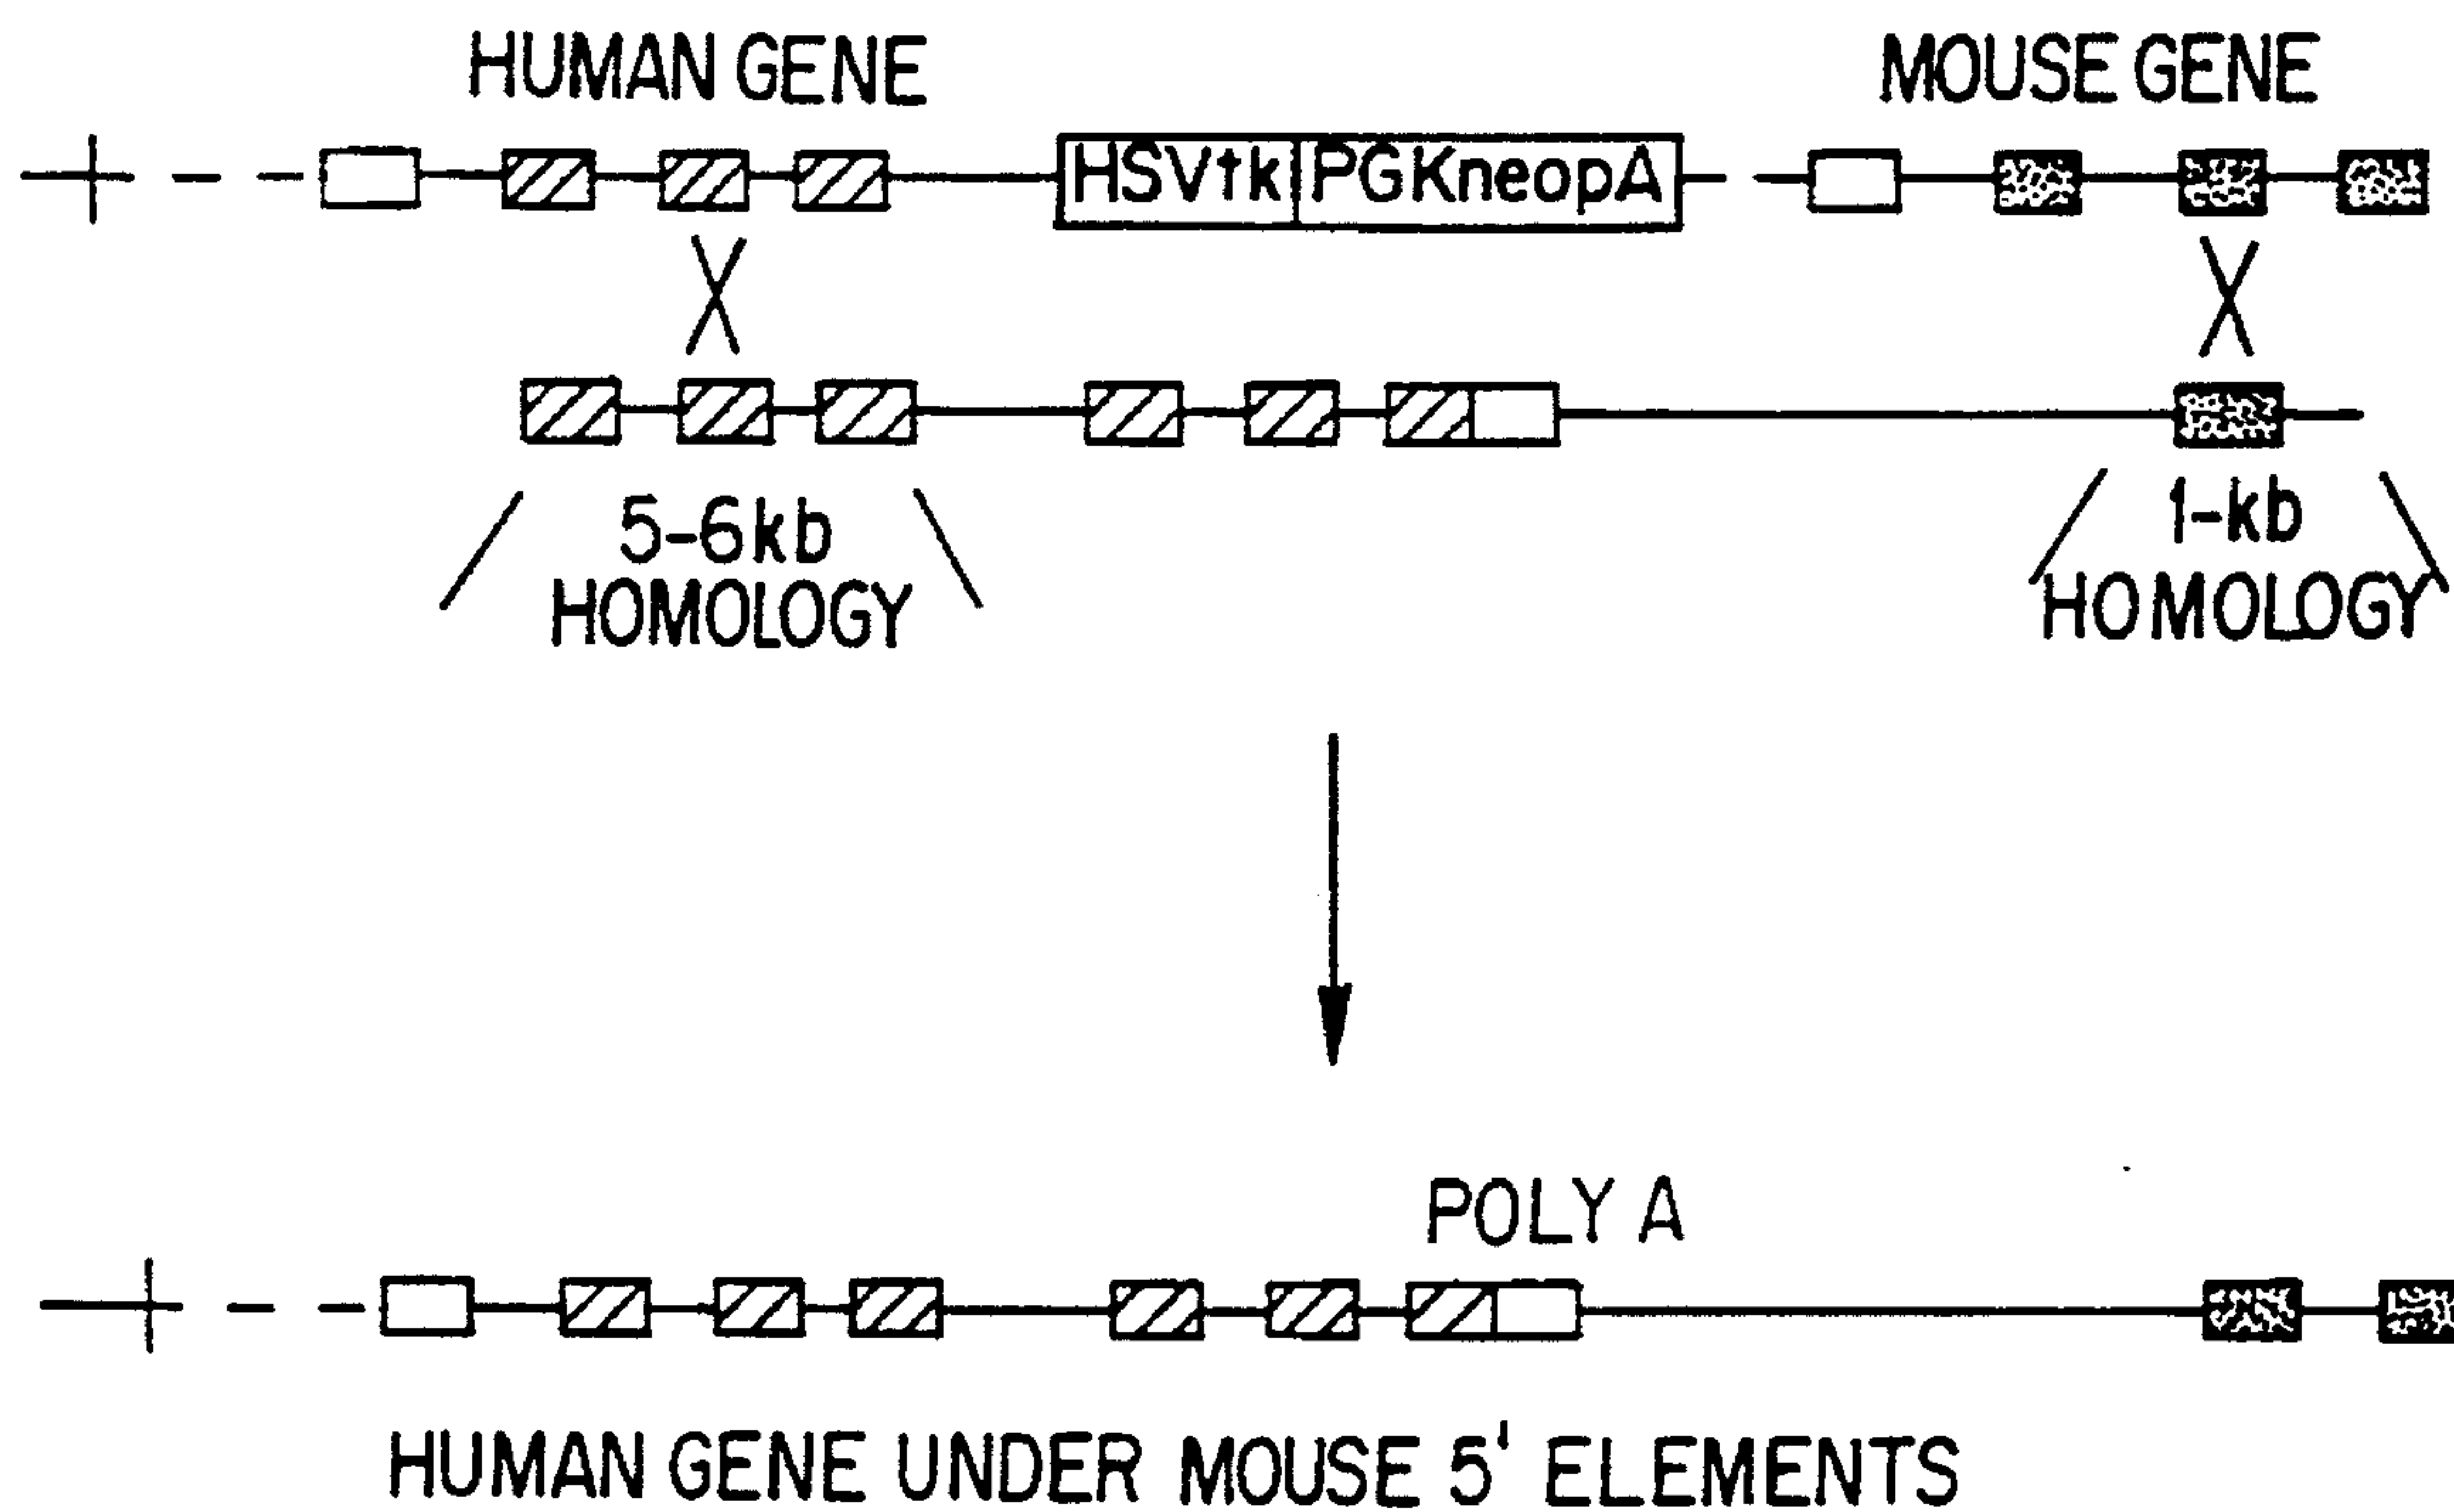 HUMAN GENE
MOUSE GENE
HSVtk PGKneopA
5-6kb
HOMOLOGY
1-kb
HOMOLOGY
POLY A
HUMAN GENE UNDER MOUSE 5' ELEMENTS